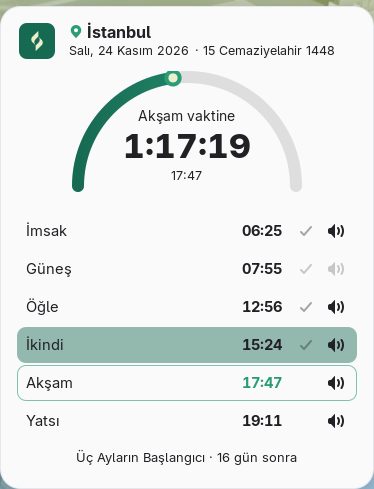 İstanbul
Salı, 24 Kasım 2026 · 15 Cemaziyelahir 1448
Akşam vaktine
1:17:19
17:47
İmsak 06:25
Güneş 07:55
Öğle 12:56
İkindi 15:24
Akşam 17:47
Yatsı 19:11
Üç Ayların Başlangıcı · 16 gün sonra